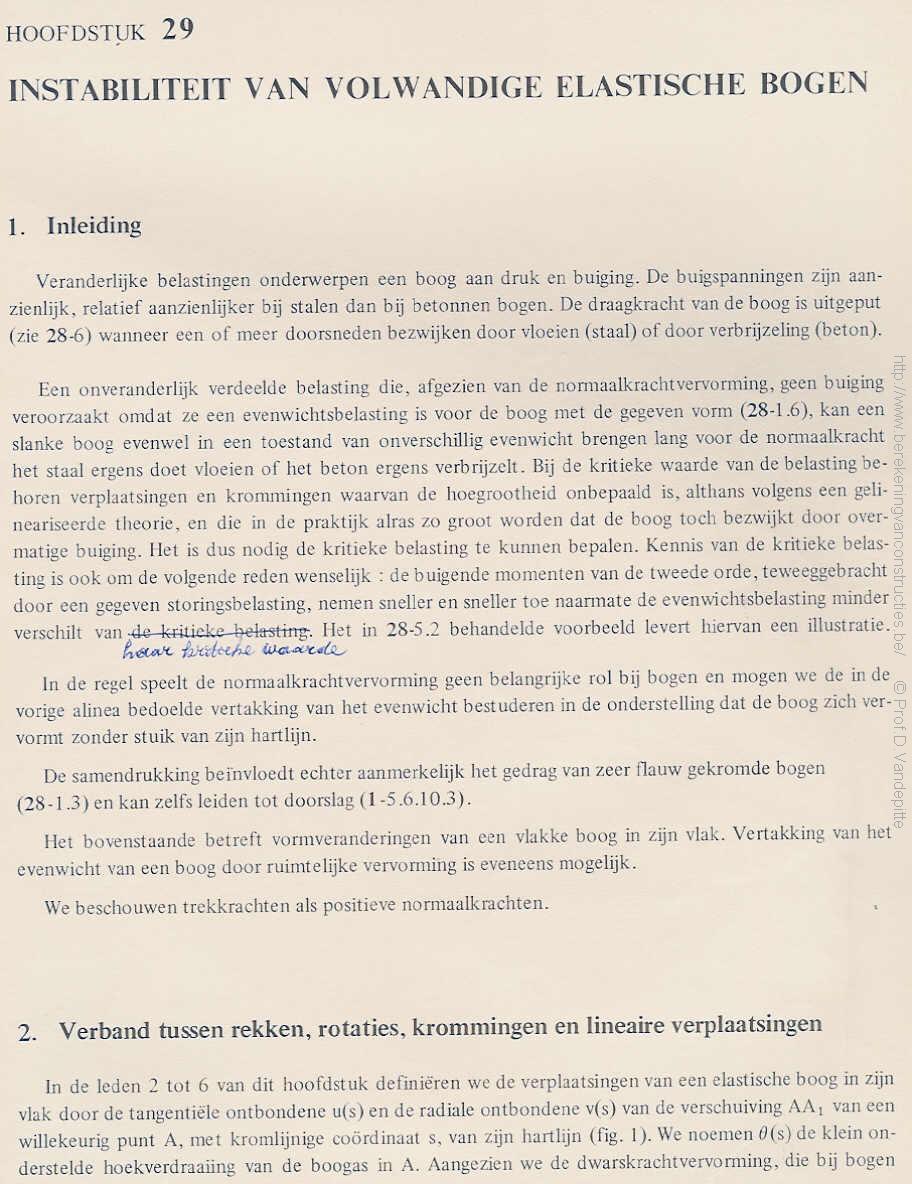 HOOFDSTUK 29
INSTABILITEIT VAN VOLWANDIGE ELASTISCHE BOGEN
1. Inleiding
Veranderlijke belastingen onderwerpen een boog aan druk en buiging. De buigspanningen zijn aan-
zienlijk, relatief aanzienlijker bij stalen dan bij betonnen bogen. De draagkracht van de boog is uitgeput
(zie 28-6) wanneer een of meer doorsneden bezwijken door vloeien (staal) of door verbrijzeling (beton).
Een onveranderlijk verdeelde belasting die, afgezien van de normaalkrachtvervorming, geen buiging
veroorzaakt omdat ze een evenwichtsbelasting is voor de boog met de gegeven vorm (28-1.6), kan een
slanke boog evenwel in een toestand van onverschillig evenwicht brengen lang voor de normaalkracht
het staal ergens doet vloeien of het beton ergens verbrijzelt. Bij de kritieke waarde van de belasting be-
horen verplaatsingen en krommingen waarvan de hoegrootheid onbepaald is, althans volgens een geli-
neariseerde theorie, en die in de praktijk alras zo groot worden dat de boog toch bezwijkt door over-
matige buiging. Het is dus nodig de kritieke belasting te kunnen bepalen. Kennis van de kritieke belas-
ting is ook om de volgende reden wenselijk : de buigende momenten van de tweede orde, teweeggebracht
door een gegeven storingsbelasting, nemen sneller en sneller toe naarmate de evenwichtsbelasting minder
verschilt van de kritieke belasting. Het in 28-5.2 behandelde voorbeeld levert hiervan een illustratie.
haar kritieke waarde
In de regel speelt de normaalkrachtvervorming geen belangrijke rol bij bogen en mogen we de in de
vorige alinea bedoelde vertakking van het evenwicht bestuderen in de onderstelling dat de boog zich ver-
vormt zonder stuik van zijn hartlijn.
De samendrukking beïnvloedt echter aanmerkelijk het gedrag van zeer flauw gekromde bogen
(28-1.3) en kan zelfs leiden tot doorslag (1-5.6.10.3).
Het bovenstaande betreft vormveranderingen van een vlakke boog in zijn vlak. Vertakking van het
evenwicht van een boog door ruimtelijke vervorming is eveneens mogelijk.
We beschouwen trekkrachten als positieve normaalkrachten.
2. Verband tussen rekken, rotaties, krommingen en lineaire verplaatsingen
In de leden 2 tot 6 van dit hoofdstuk definiëren we de verplaatsingen van een elastische boog in zijn
vlak door de tangentiële ontbondene u(s) en de radiale ontbondene v(s) van de verschuiving AA₁ van een
willekeurig punt A, met kromlijnige coördinaat s, van zijn hartlijn (fig. 1). We noemen θ(s) de klein on-
derstelde hoekverdraaiing van de boogas in A. Aangezien we de dwarskrachtvervorming, die bij bogen
http://www.berekeningvanconstructies.be/ © Prof D. Vandepitte